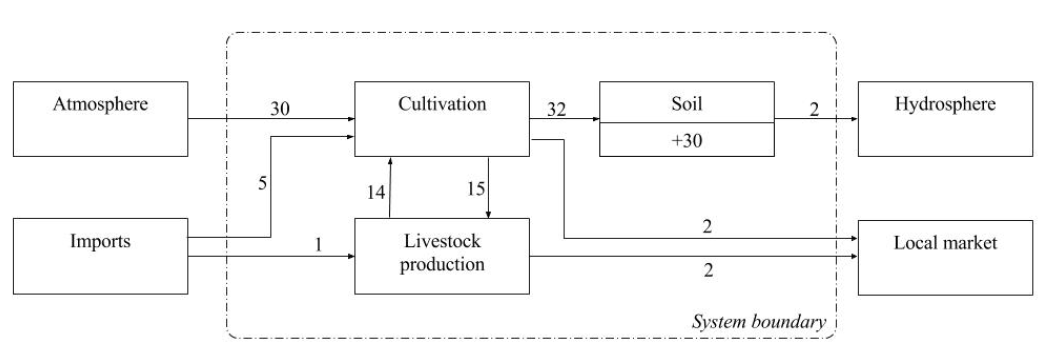 Atmosphere
30
Cultivation
32
Soil
+30
2
Hydrosphere
5
14
15
Imports
1
Livestock
production
2
2
Local market
System boundary